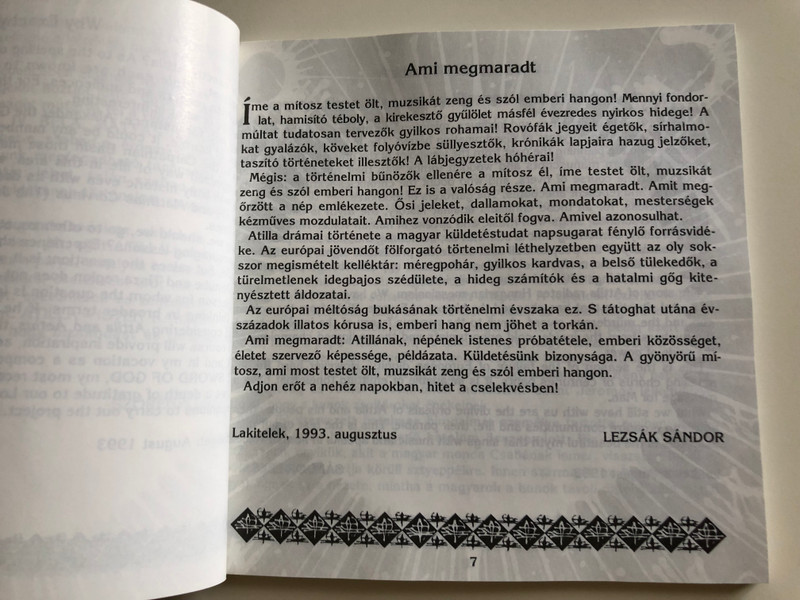 Ami megmaradt
Íme a mítosz testet ölt, muzsikát zeng és szól emberi hangon! Mennyi fondor-
lat, hamisító téboly, a kirekesztő gyűlölet másfél évezredes nyirkos hidege! A
múltat tudatosan tervezők gyilkos rohamai! Rovófák jegyeit égetők, sírhalmo-
kat gyalázók, köveket folyóvízbe süllyesztők, krónikák lapjaira hazug jelzőket,
taszító történeteket illesztők! A lábjegyzetek hóhérai!
Mégis: a történelmi bűnözők ellenére a mítosz él, íme testet ölt, muzsikát
zeng és szól emberi hangon! Ez is a valóság része. Ami megmaradt. Amit meg-
őrzött a nép emlékezete. Ősi jeleket, dallamokat, mondatokat, mesterségek
kézműves mozdulatait. Amihez vonzódik eleitől fogva. Amivel azonosulhat.
Atilla drámai története a magyar küldetéstudat napsugarat fénylő forrásvidé-
ke. Az európai jövendőt fölforgató történelmi léthelyzetben együtt az oly sok-
szor megismételt kelléktár: méregpohár, gyilkos kardvas, a belső tülekedők, a
türelmetlenek idegbajos szédülete, a hideg számítók és a hatalmi gőg kite-
nyésztett áldozatai.
Az európai méltóság bukásának történelmi évszaka ez. S tátoghat utána év-
századok illatos kórusa is, emberi hang nem jöhet a torkán.
Ami megmaradt: Atillának, népének istenes próbatétele, emberi közösséget,
életet szervező képessége, példázata. Küldetésünk bizonysága. A gyönyörű mí-
tosz, ami most testet ölt, muzsikát zeng és szól emberi hangon.
Adjon erőt a nehéz napokban, hitet a cselekvésben!
Lakitelek, 1993. augusztus
LEZSÁK SÁNDOR
7